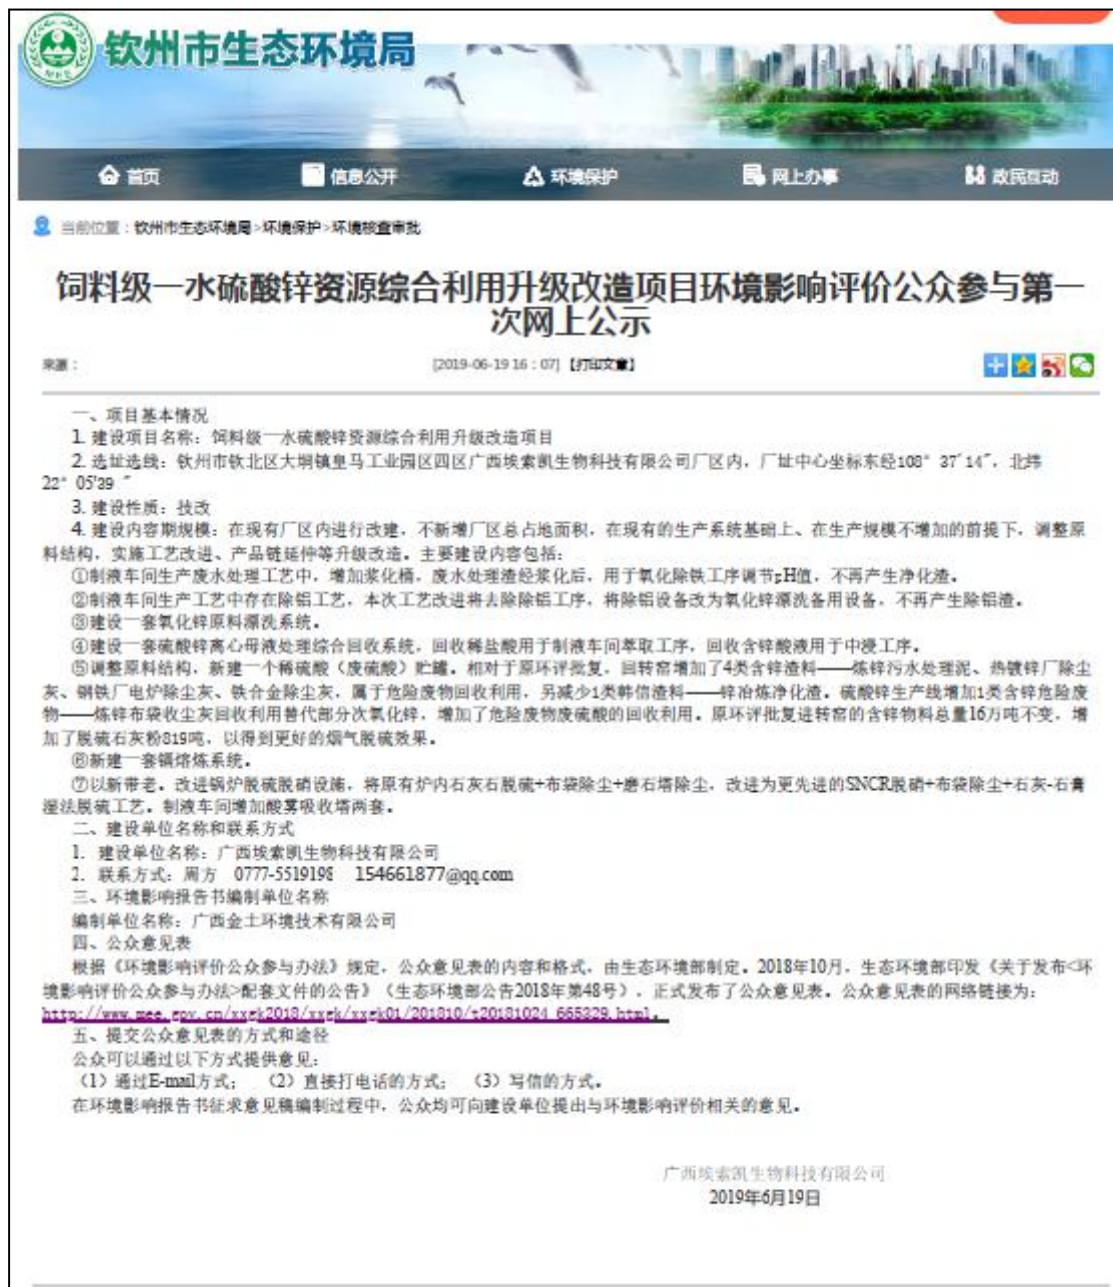 钦州市生态环境局
首页 信息公开 环境保护 网上办事 政民互动
当前位置：钦州市生态环境局>环境保护>环境核查审批
饲料级一水硫酸锌资源综合利用升级改造项目环境影响评价公众参与第一
次网上公示
来源： [2019-06-19 16：07] 【打印文章】
一、项目基本情况
1. 建设项目名称：饲料级一水硫酸锌资源综合利用升级改造项目
2. 选址选线：钦州市钦北区大垌镇皇马工业园区四区广西埃索凯生物科技有限公司厂区内，厂址中心坐标东经108° 37′14″，北纬
22° 05'39 ″
3. 建设性质：技改
4. 建设内容期规模：在现有厂区内进行改建，不新增厂区总占地面积，在现有的生产系统基础上、在生产规模不增加的前提下，调整原
料结构，实施工艺改进、产品链延伸等升级改造。主要建设内容包括：
①制液车间生产废水处理工艺中，增加浆化桶，废水处理渣经浆化后，用于氧化除铁工序调节pH值，不再产生净化渣。
②制液车间生产工艺中存在除铝工艺，本次工艺改进将去除除铝工序，将除铝设备改为氧化锌漂洗备用设备，不再产生除铝渣。
③建设一套氧化锌原料漂洗系统。
④建设一套硫酸锌离心母液处理综合回收系统，回收稀盐酸用于制液车间萃取工序，回收含锌酸液用于中浸工序。
⑤调整原料结构，新建一个稀硫酸（废硫酸）贮罐。相对于原环评批复，回转窑增加了4类含锌渣料——炼锌污水处理泥、热镀锌厂除尘
灰、钢铁厂电炉除尘灰、铁合金除尘灰，属于危险废物回收利用，另减少1类韩信渣料——锌冶炼净化渣。硫酸锌生产线增加1类含锌危险废
物——炼锌布袋收尘灰回收利用替代部分次氧化锌，增加了危险废物废硫酸的回收利用。原环评批复进转窑的含锌物料总量16万吨不变，增
加了脱硫石灰粉819吨，以得到更好的烟气脱硫效果。
⑥新建一套镉熔炼系统。
⑦以新带老。改进锅炉脱硫脱硝设施，将原有炉内石灰石脱硫+布袋除尘+磨石塔除尘，改进为更先进的SNCR脱硝+布袋除尘+石灰-石膏
湿法脱硫工艺。制液车间增加酸雾吸收塔两套。
二、建设单位名称和联系方式
1. 建设单位名称：广西埃索凯生物科技有限公司
2. 联系方式：周方 0777-5519198 154661877@qq.com
三、环境影响报告书编制单位名称
编制单位名称：广西金土环境技术有限公司
四、公众意见表
根据《环境影响评价公众参与办法》规定，公众意见表的内容和格式，由生态环境部制定。2018年10月，生态环境部印发《关于发布<环
境影响评价公众参与办法>配套文件的公告》（生态环境部公告2018年第48号），正式发布了公众意见表。公众意见表的网络链接为：
http://www.mee.gov.cn/xxgk2018/xxgk/xxgk01/201810/t20181024_665329.html。
五、提交公众意见表的方式和途径
公众可以通过以下方式提供意见：
（1）通过E-mail方式； （2）直接打电话的方式； （3）写信的方式。
在环境影响报告书征求意见稿编制过程中，公众均可向建设单位提出与环境影响评价相关的意见。
广西埃索凯生物科技有限公司
2019年6月19日